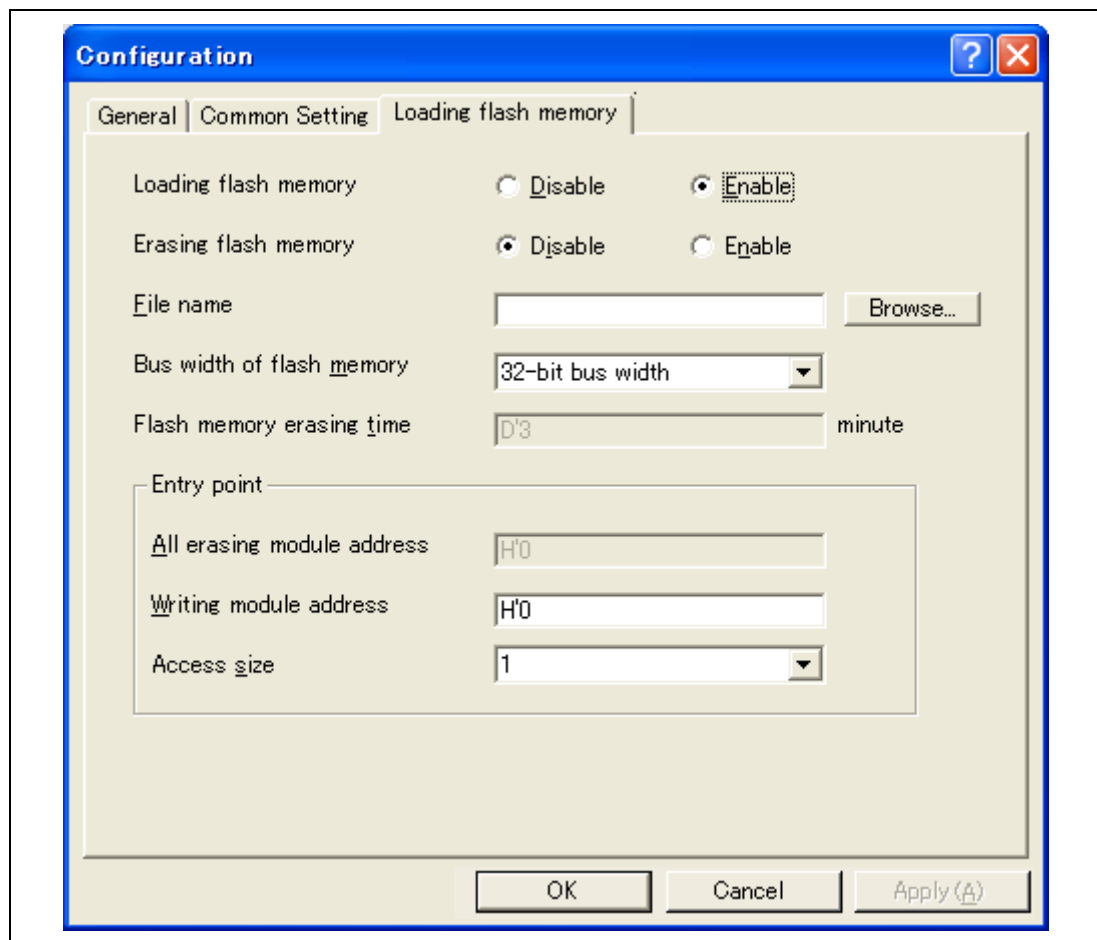 Configuration
General Common Setting Loading flash memory
Loading flash memory Disable Enable
Erasing flash memory Disable Enable
File name Browse...
Bus width of flash memory 32-bit bus width
Flash memory erasing time D'3 minute
Entry point
All erasing module address H'0
Writing module address H'0
Access size 1
OK Cancel Apply(A)